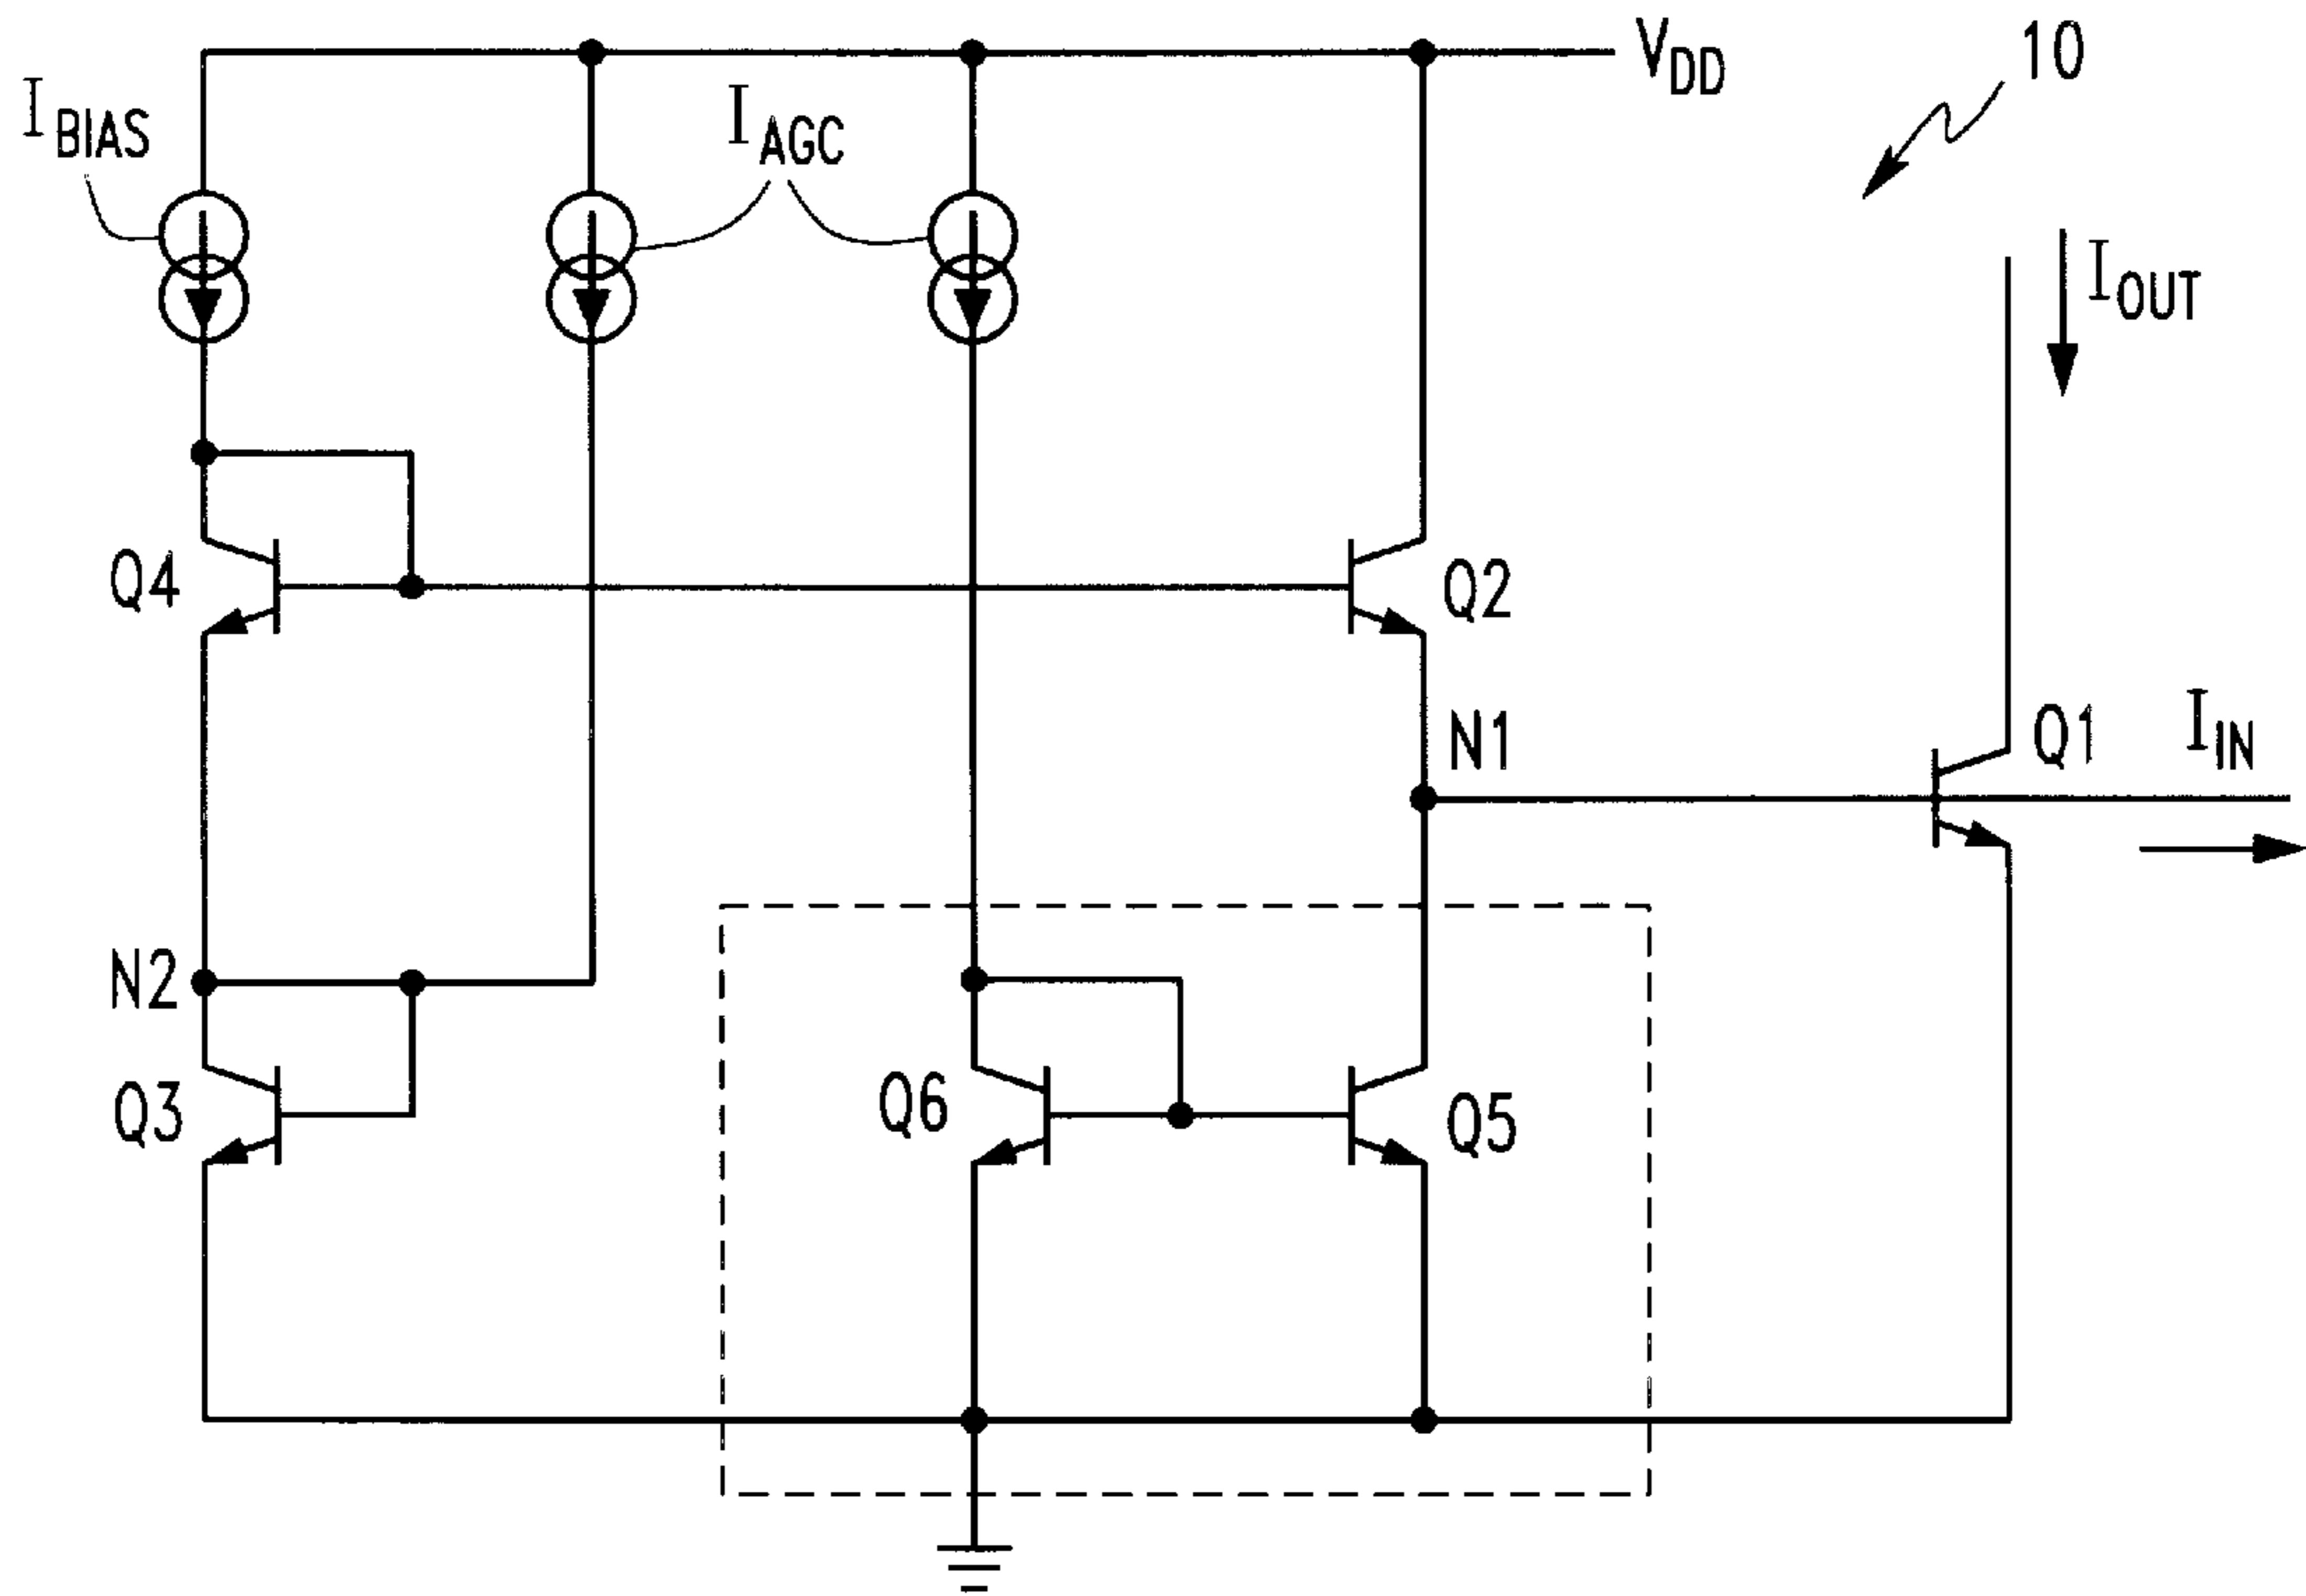 V_DD
10
I_BIAS
I_AGC
I_OUT
Q4
Q2
N1
Q1
I_IN
N2
Q3
Q6
Q5